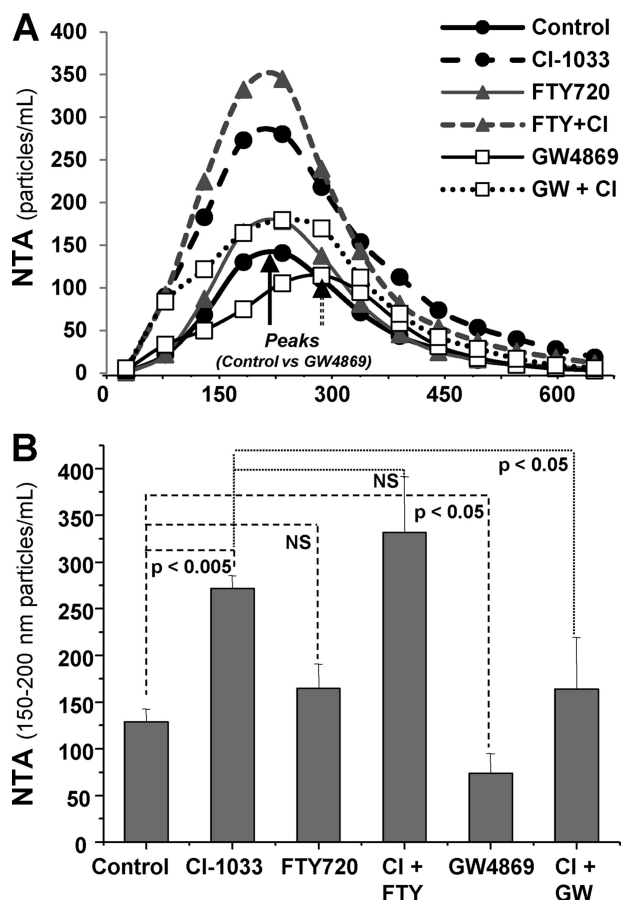 A
NTA (particles/mL)
400
350
300
250
200
150
100
50
0
0
150
300
450
600
Control
CI-1033
FTY720
FTY+CI
GW4869
GW + CI
Peaks
(Control vs GW4869)
B
NTA (150-200 nm particles/mL)
400
350
300
250
200
150
100
50
0
p < 0.05
NS
p < 0.05
NS
p < 0.005
Control
CI-1033
FTY720
CI +
FTY
GW4869
CI +
GW